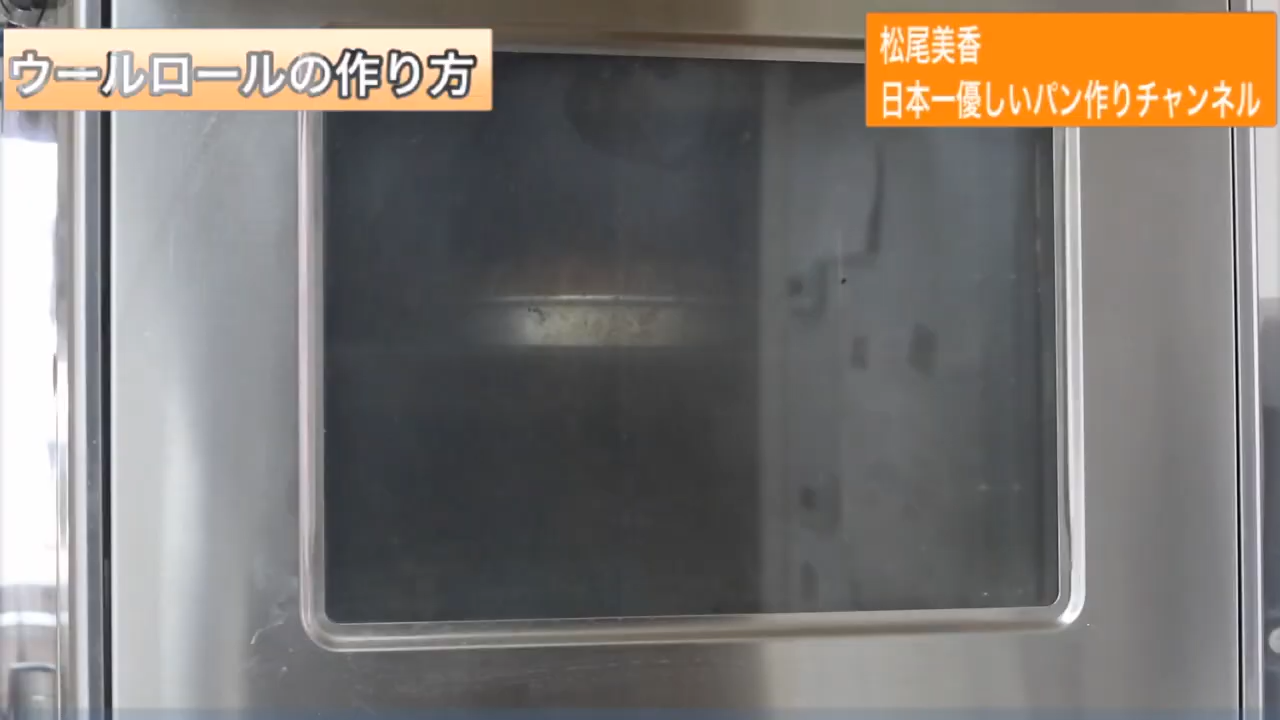 ウールロールの作り方
松尾美香
日本一優しいパン作りチャンネル